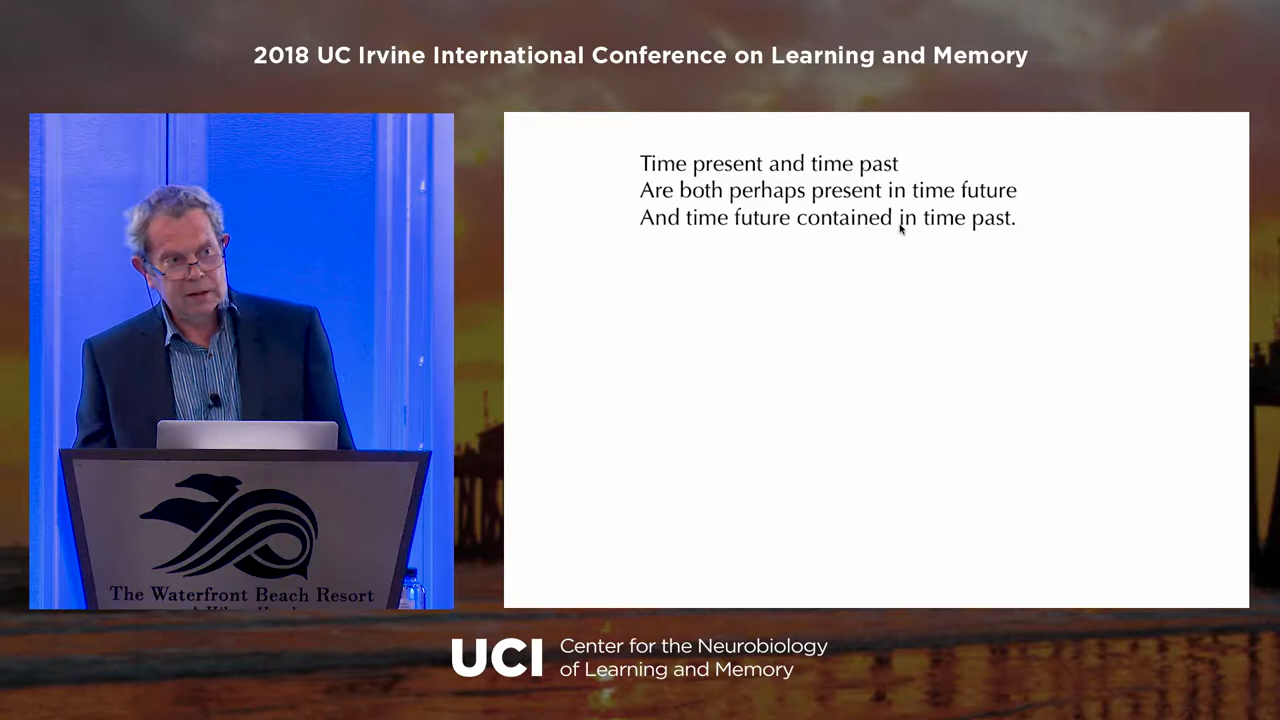 2018 UC Irvine International Conference on Learning and Memory
Time present and time past
Are both perhaps present in time future
And time future contained in time past.
The Waterfront Beach Resort
UCI
Center for the Neurobiology
of Learning and Memory